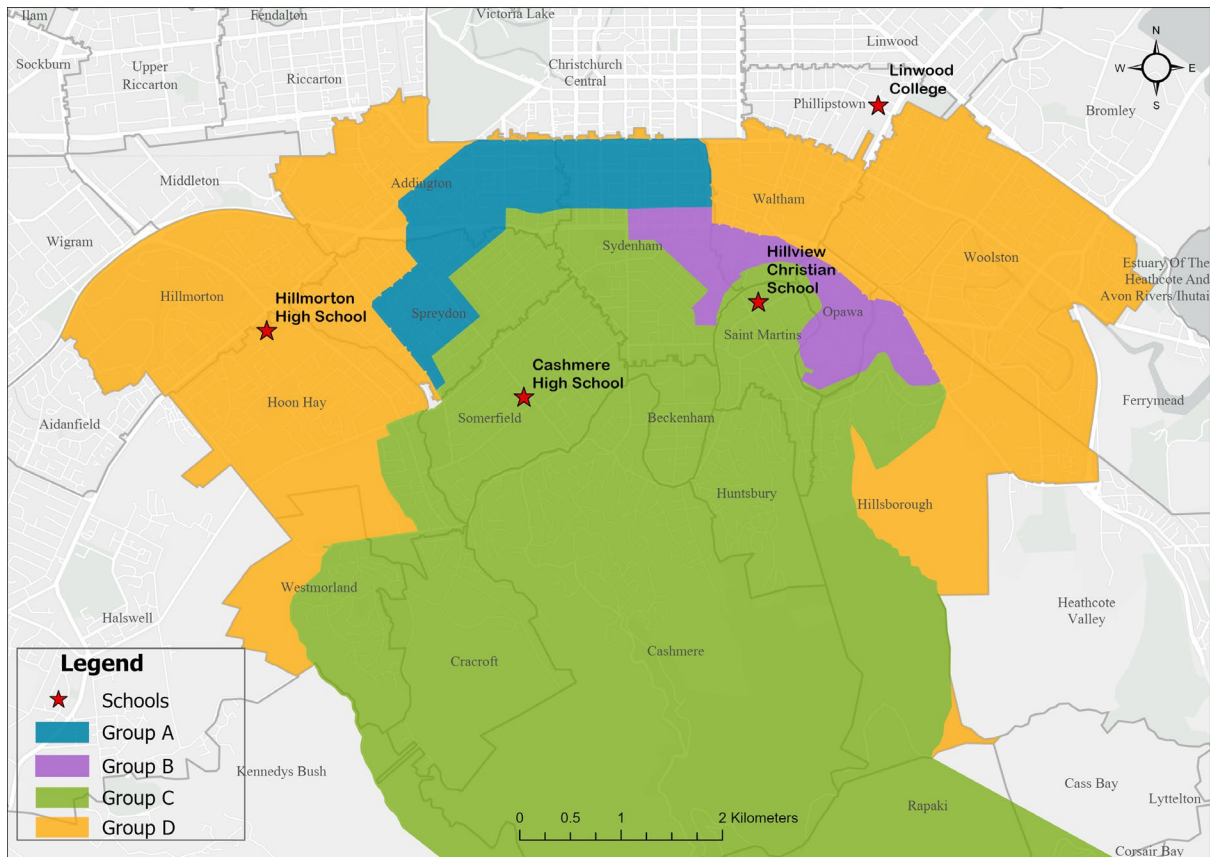 Ilam
Fendalton
Victoria Lake
Sockburn
Upper
Riccarton
Riccarton
Christchurch
Central
Linwood
Linwood
College
Phillipstown
Bromley
N
W
E
S
Middleton
Addington
Waltham
Wigram
Sydenham
Woolston
Hillview
Christian
School
Estuary Of The
Heathcote And
Avon Rivers/Ihutai
Hillmorton
Hillmorton
High School
Spreydon
Opawa
Saint Martins
Cashmere
High School
Hoon Hay
Somerfield
Beckenham
Ferrymead
Aidanfield
Huntsbury
Hillsborough
Westmorland
Halswell
Heathcote
Valley
Cracroft
Cashmere
Legend
Schools
Group A
Group B
Group C
Group D
Kennedys Bush
Cass Bay
Lyttelton
Rapaki
Corsair Bay
0 0.5 1 2 Kilometers